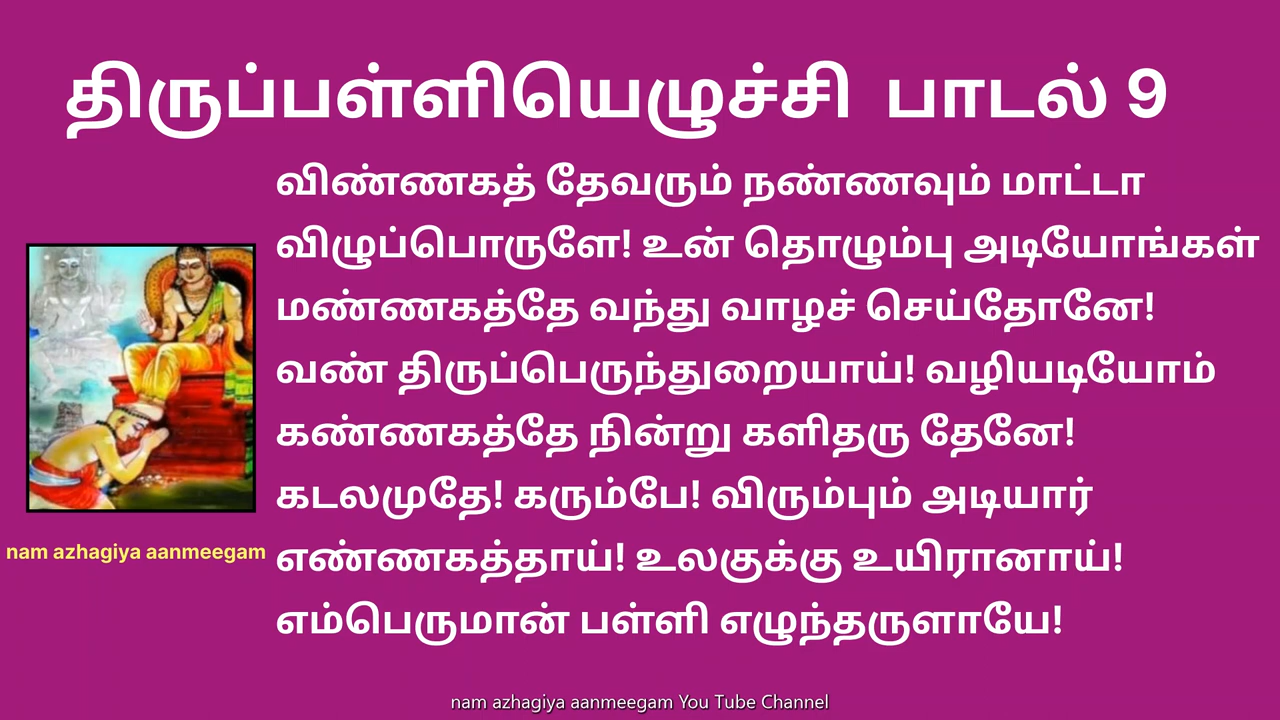 திருப்பள்ளியெழுச்சி பாடல் 9
விண்ணகத் தேவரும் நண்ணவும் மாட்டா
விழுப்பொருளே! உன் தொழும்பு அடியோங்கள்
மண்ணகத்தே வந்து வாழச் செய்தோனே!
வண் திருப்பெருந்துறையாய்! வழியடியோம்
கண்ணகத்தே நின்று களிதரு தேனே!
கடலமுதே! கரும்பே! விரும்பும் அடியார்
எண்ணகத்தாய்! உலகுக்கு உயிரானாய்!
எம்பெருமான் பள்ளி எழுந்தருளாயே!
nam azhagiya aanmeegam
nam azhagiya aanmeegam You Tube Channel